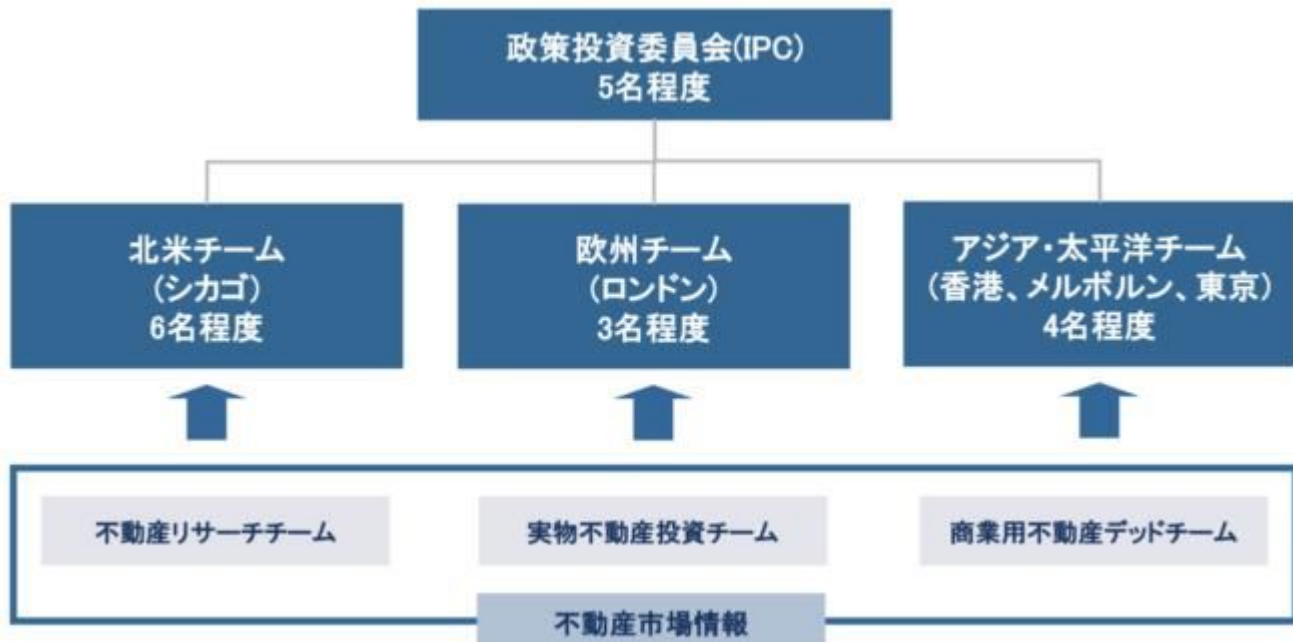 政策投資委員会(IPC)
5名程度
北米チーム
(シカゴ)
6名程度
欧州チーム
(ロンドン)
3名程度
アジア・太平洋チーム
(香港、メルボルン、東京)
4名程度
不動産リサーチチーム
実物不動産投資チーム
商業用不動産デッドチーム
不動産市場情報